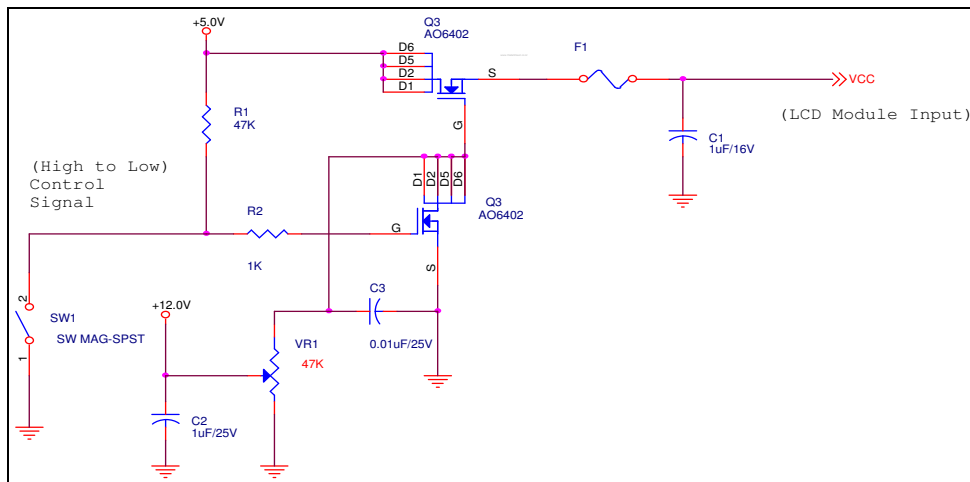 +5.0V
Q3
AO6402
D6
D5
D2
D1
S
G
F1
VCC
(LCD Module Input)
R1
47K
C1
1uF/16V
(High to Low)
Control
Signal
D1
D2
D5
D6
Q3
AO6402
R2
G
1K
S
2
1
SW1
SW MAG-SPST
+12.0V
C3
0.01uF/25V
VR1
47K
C2
1uF/25V